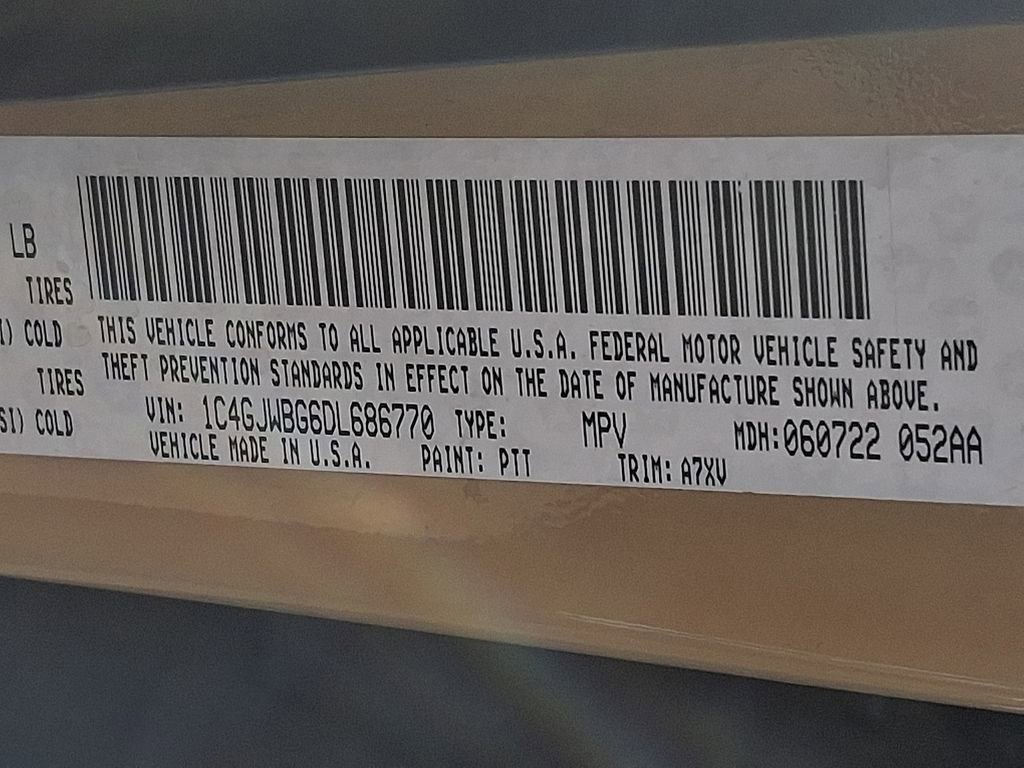 LB
TIRES
I) COLD
TIRES
SI) COLD
THIS VEHICLE CONFORMS TO ALL APPLICABLE U.S.A. FEDERAL MOTOR VEHICLE SAFETY AND
THEFT PREVENTION STANDARDS IN EFFECT ON THE DATE OF MANUFACTURE SHOWN ABOVE.
VIN: 1C4GJWBG6DL686770 TYPE: MPV MDH:060722 052AA
VEHICLE MADE IN U.S.A. PAINT: PTT TRIM: A7XV